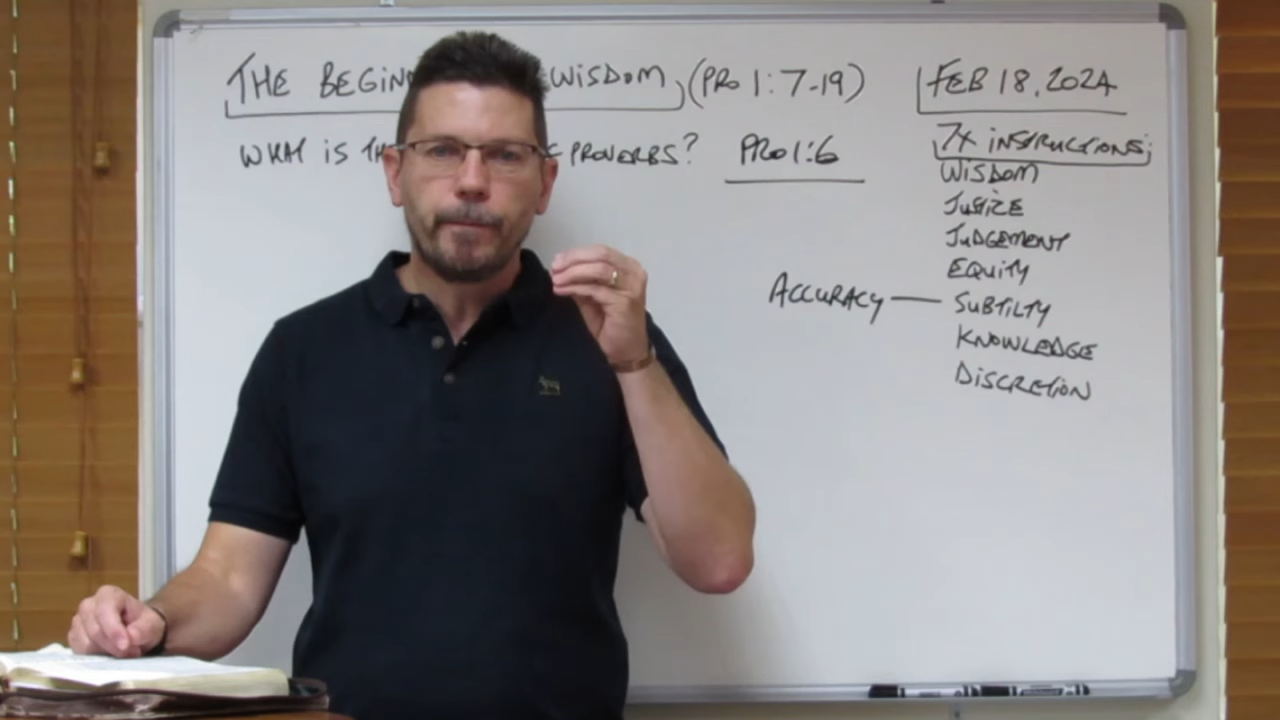 THE BEGIN WISDOM (PRO 1:7-19)
WHAT IS THE PROVERBS? PRO 1:6
FEB 18, 2024
7X INSTRUCTIONS:
WISDOM
JUSTICE
JUDGEMENT
EQUITY
ACCURACY — SUBTILTY
KNOWLEDGE
DISCRETION